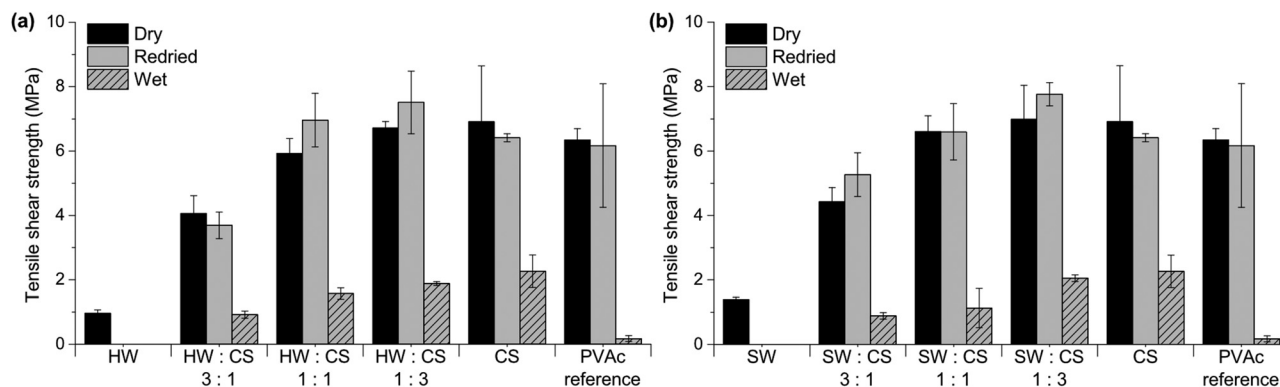 (a)
Tensile shear strength (MPa)
10
8
6
4
2
0
Dry
Redried
Wet
HW
HW : CS
3 : 1
HW : CS
1 : 1
HW : CS
1 : 3
CS
PVAc
reference
(b)
Tensile shear strength (MPa)
10
8
6
4
2
0
Dry
Redried
Wet
SW
SW : CS
3 : 1
SW : CS
1 : 1
SW : CS
1 : 3
CS
PVAc
reference